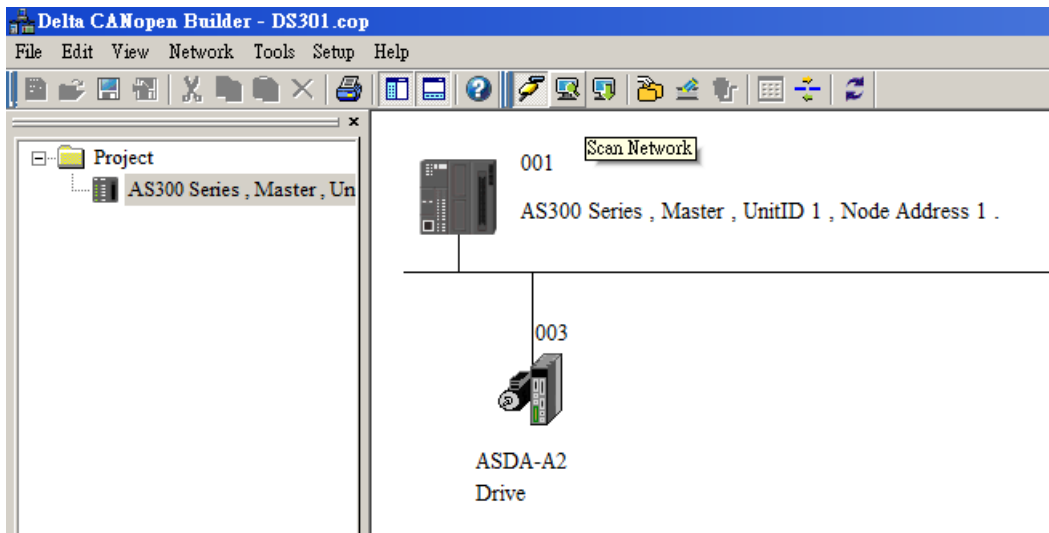 Delta CANopen Builder - DS301.cop
File Edit View Network Tools Setup Help
Project
AS300 Series , Master , Un
Scan Network
001
AS300 Series , Master , UnitID 1 , Node Address 1 .
003
ASDA-A2
Drive